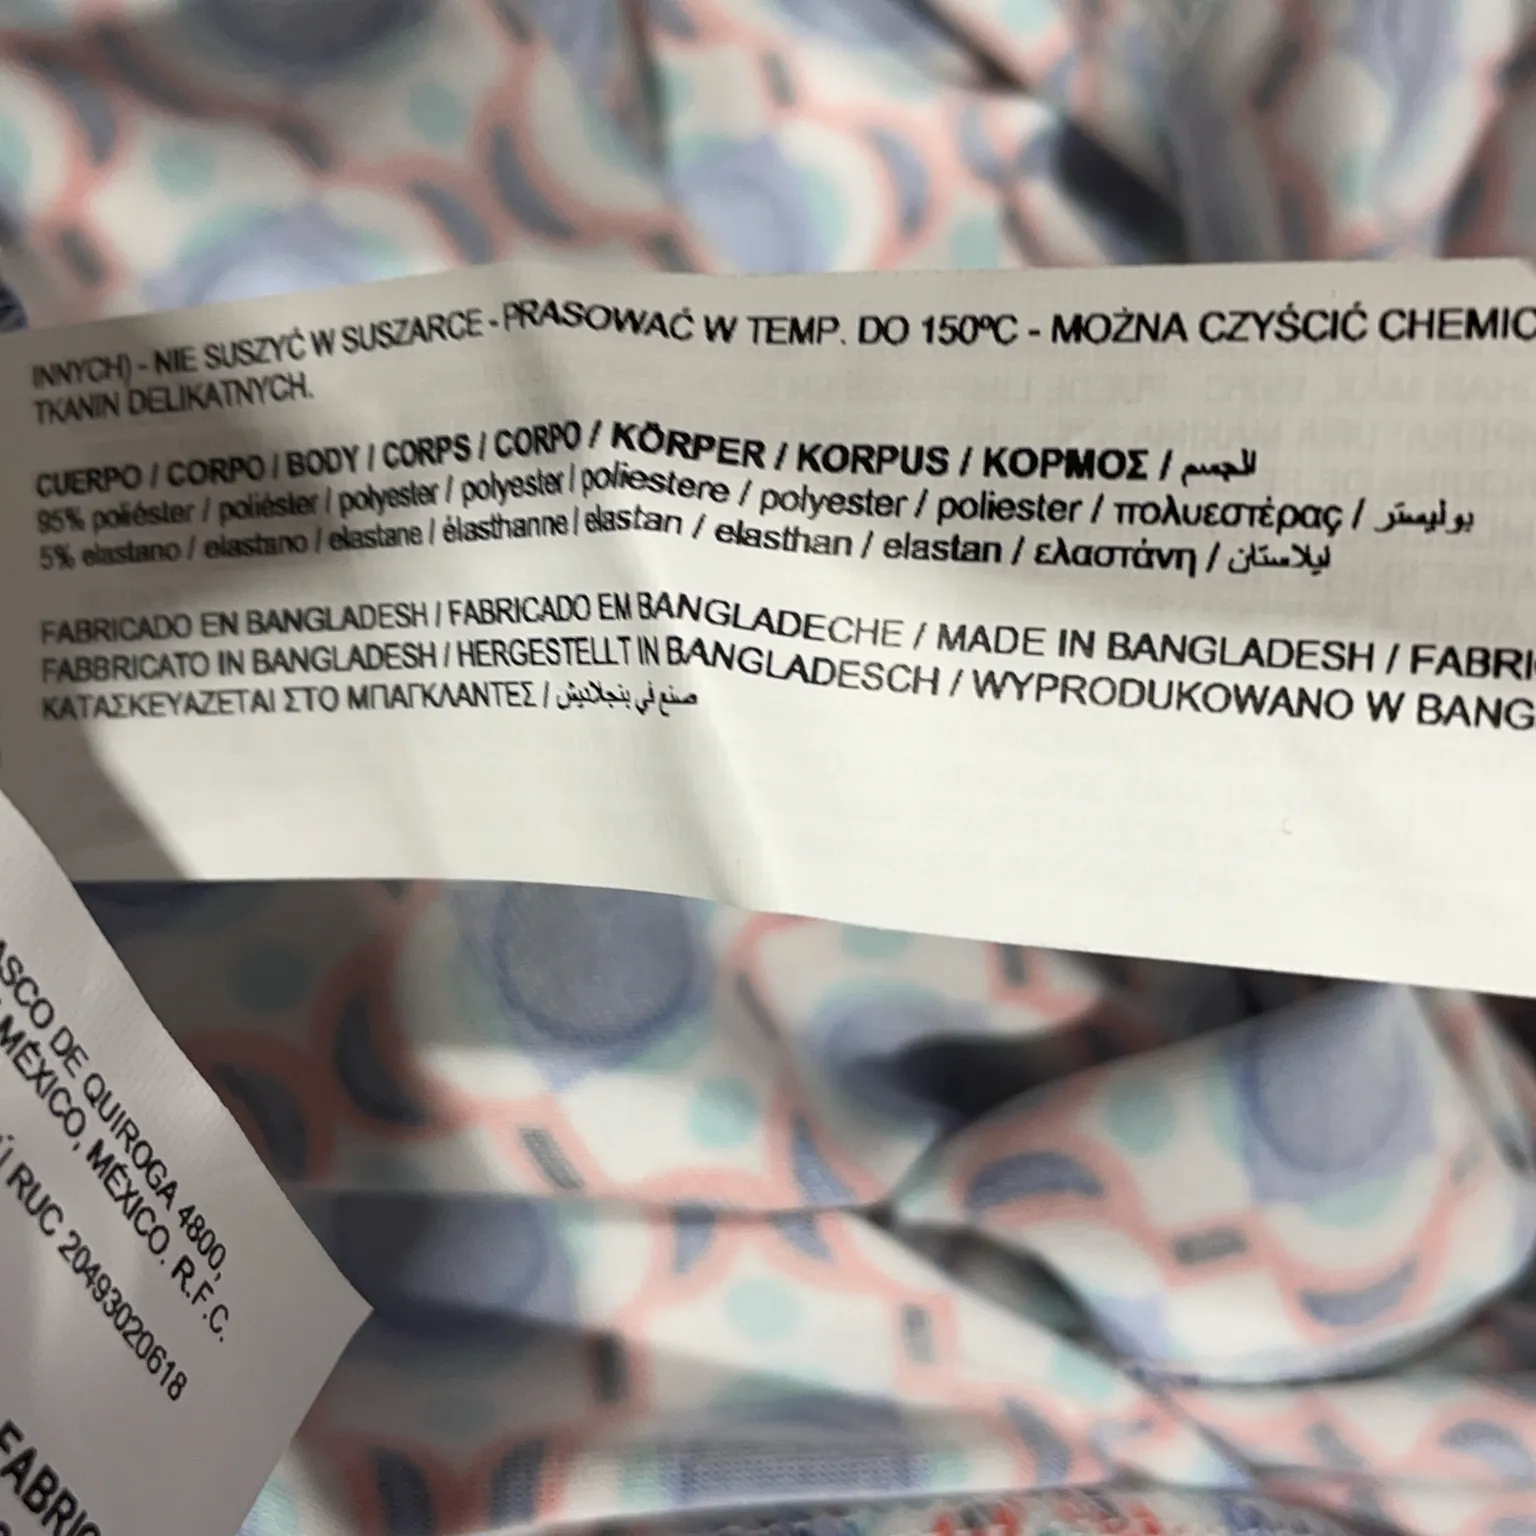 INNYCH) - NIE SUSZYĆ W SUSZARCE - PRASOWAĆ W TEMP. DO 150ºC - MOŻNA CZYŚCIĆ CHEMIC
TKANIN DELIKATNYCH.
CUERPO / CORPO / BODY / CORPS / CORPO / KÖRPER / KORPUS / ΚΟΡΜΟΣ / الجسم
95% poliéster / poliéster / polyester / polyester / poliestere / polyester / poliester / πολυεστέρας / بوليستر
5% elastano / elastano / elastane / élasthanne / elastan / elasthan / elastan / ελαστάνη / ليلاستان
FABRICADO EN BANGLADESH / FABRICADO EM BANGLADECHE / MADE IN BANGLADESH / FABRI
FABBRICATO IN BANGLADESH / HERGESTELLT IN BANGLADESCH / WYPRODUKOWANO W BANG
ΚΑΤΑΣΚΕΥΑΖΕΤΑΙ ΣΤΟ ΜΠΑΓΚΛΑΝΤΕΣ / صنع في بنجلاديش
ASCO DE QUIROGA 4800,
MÉXICO, MÉXICO. R.F.C.
Ú RUC 20493020618
FABRIC